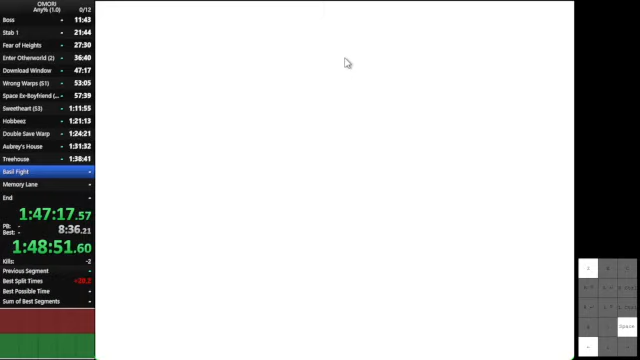 OMORI
Any% (1.0) 0/12
Boss - 11:43
Stab 1 - 21:44
Fear of Heights - 27:30
Enter Otherworld (2) - 36:40
Download Window - 47:17
Wrong Warps (S1) - 53:05
Space Ex-Boyfriend (... - 57:39
Sweetheart (S3) - 1:11:55
Hobbeez - 1:21:13
Double Save Warp - 1:24:21
Aubrey's House - 1:31:32
Treehouse - 1:38:41
Basil Fight -
Memory Lane -
End -
1:47:17.57
PB: -
Best: - 8:36.21
1:48:51.60
Kills: -2
Previous Segment -
Best Split Times +20.2
Best Possible Time -
Sum of Best Segments -
Space